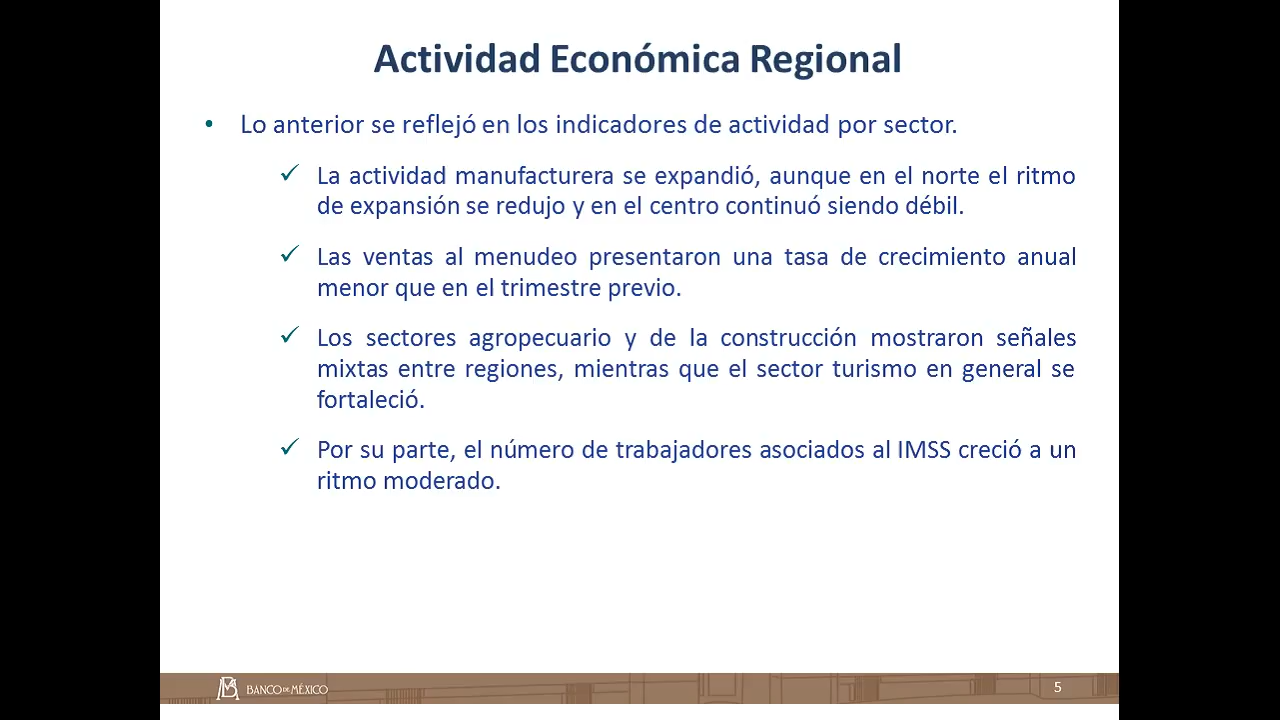 Actividad Económica Regional
• Lo anterior se reflejó en los indicadores de actividad por sector.
✓ La actividad manufacturera se expandió, aunque en el norte el ritmo
de expansión se redujo y en el centro continuó siendo débil.
✓ Las ventas al menudeo presentaron una tasa de crecimiento anual
menor que en el trimestre previo.
✓ Los sectores agropecuario y de la construcción mostraron señales
mixtas entre regiones, mientras que el sector turismo en general se
fortaleció.
✓ Por su parte, el número de trabajadores asociados al IMSS creció a un
ritmo moderado.
BANCO DE MÉXICO
5